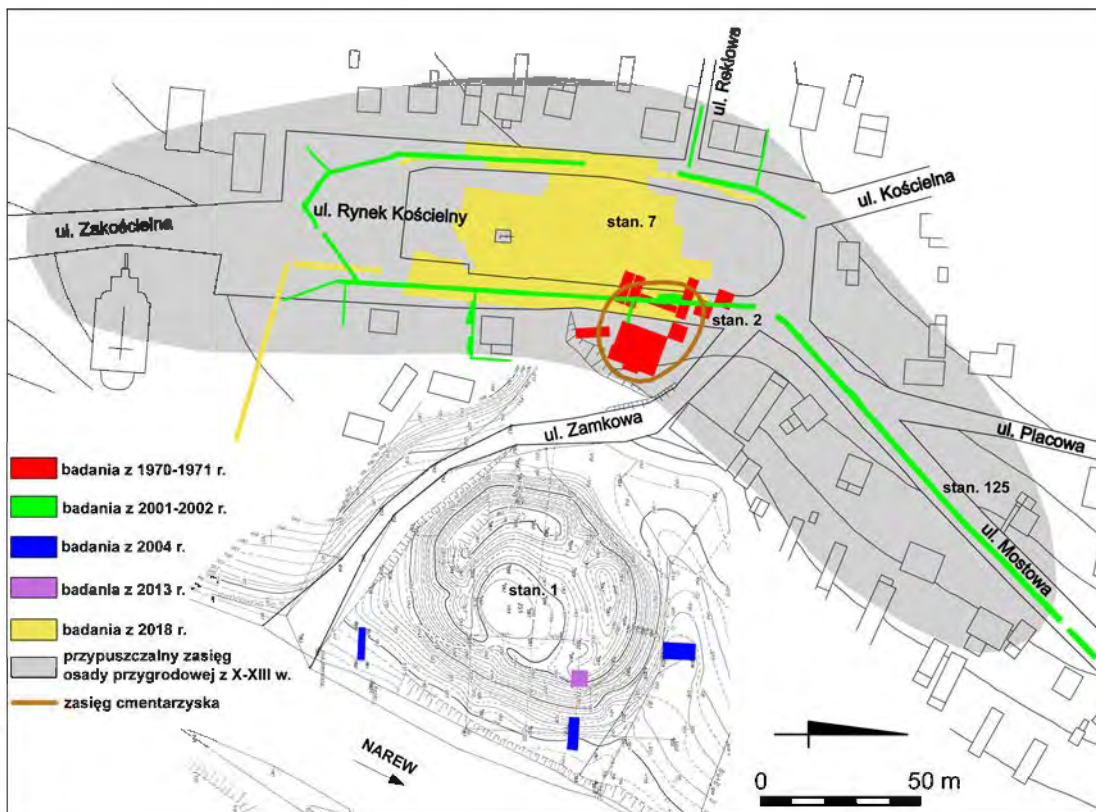 ul. Rekłowa
ul. Kościelna
ul. Rynek Kościelny
stan. 7
ul. Zakościelna
stan. 2
ul. Zamkowa
ul. Placowa
badania z 1970-1971 r.
stan. 125
badania z 2001-2002 r.
ul. Mostowa
badania z 2004 r.
badania z 2013 r.
stan. 1
badania z 2018 r.
przypuszczalny zasięg
osady przygrodowej z X-XIII w.
zasięg cmentarzyska
NAREW
0 50 m